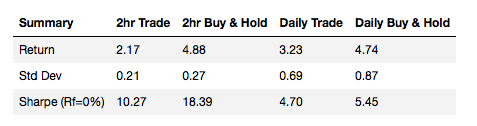 Summary 2hr Trade 2hr Buy & Hold Daily Trade Daily Buy & Hold
Return 2.17 4.88 3.23 4.74
Std Dev 0.21 0.27 0.69 0.87
Sharpe (Rf=0%) 10.27 18.39 4.70 5.45